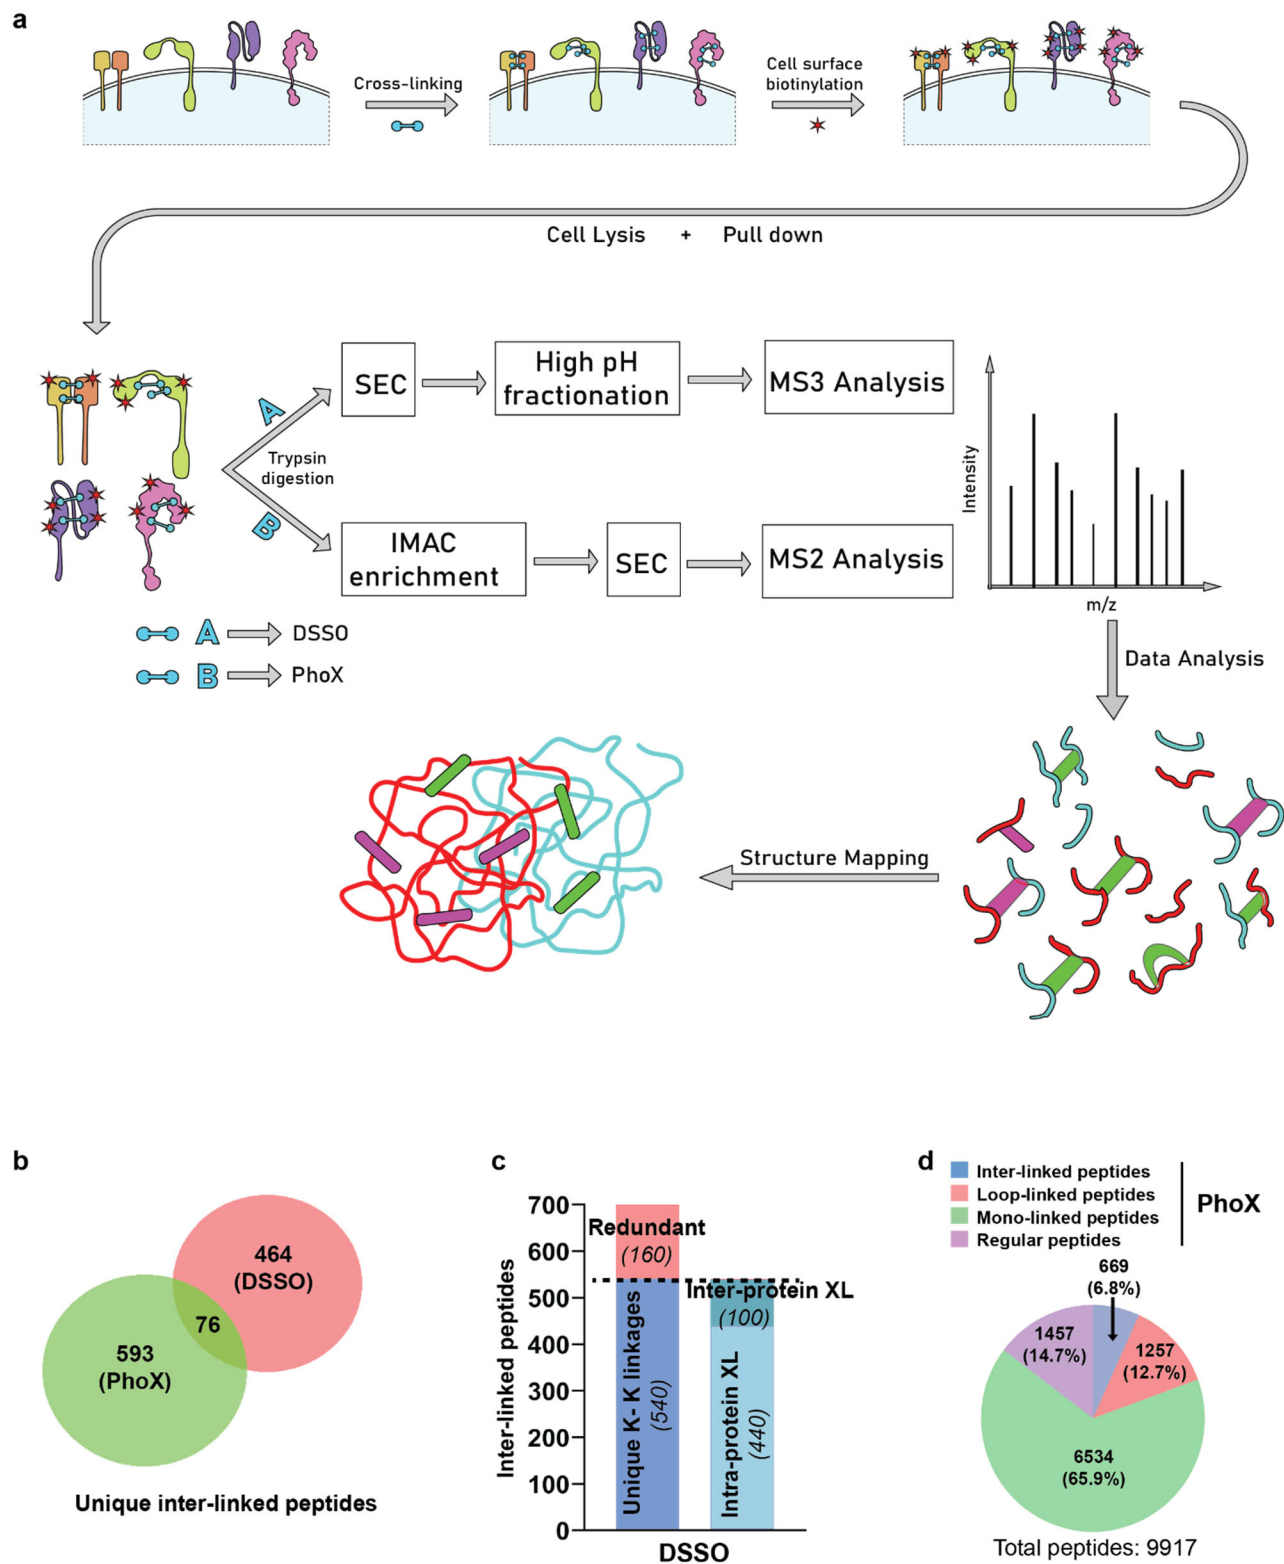 a
Cross-linking
Cell surface
biotinylation
Cell Lysis + Pull down
SEC
High pH
fractionation
MS3 Analysis
A
Trypsin
digestion
B
IMAC
enrichment
SEC
MS2 Analysis
Intensity
m/z
A DSSO
B PhoX
Data Analysis
Structure Mapping
b
464
(DSSO)
76
593
(PhoX)
Unique inter-linked peptides
c
Inter-linked peptides
700
600
500
400
300
200
100
0
Redundant
(160)
Unique K- K linkages
(540)
Inter-protein XL
(100)
Intra-protein XL
(440)
DSSO
d
Inter-linked peptides
Loop-linked peptides
Mono-linked peptides
Regular peptides
PhoX
669
(6.8%)
1457
(14.7%)
1257
(12.7%)
6534
(65.9%)
Total peptides: 9917